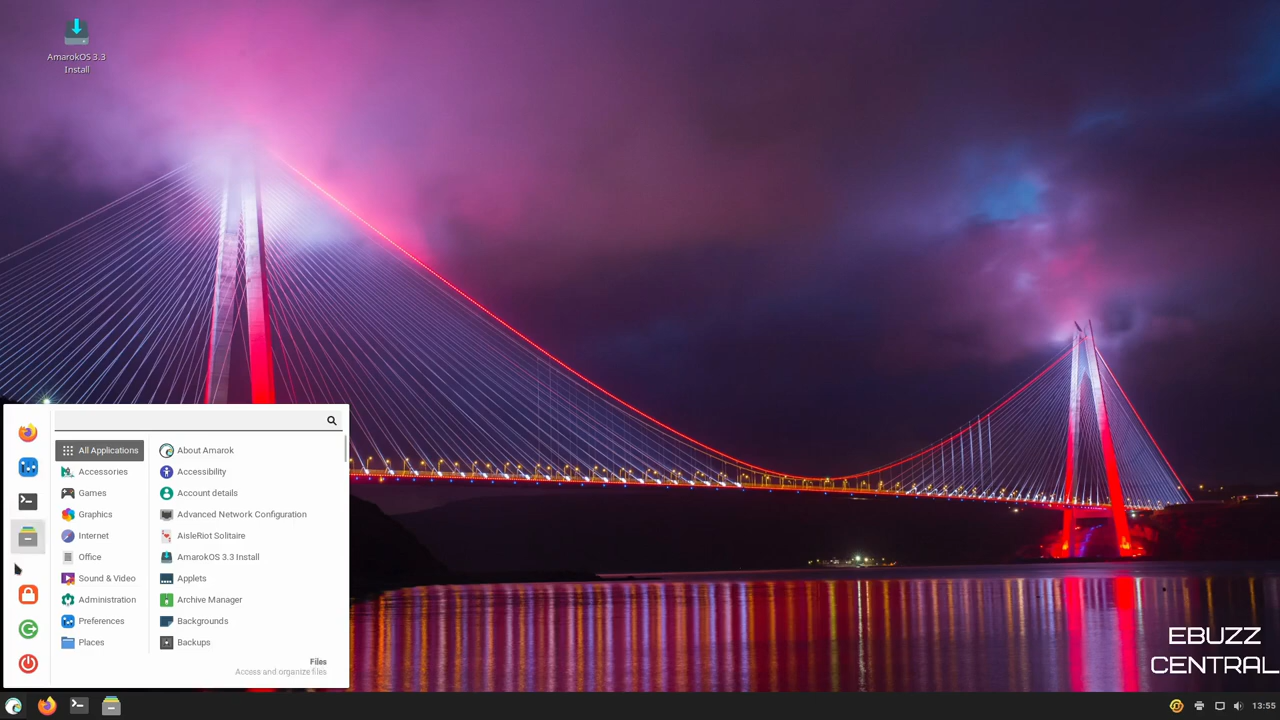 AmarokOS 3.3
Install
All Applications
Accessories
Games
Graphics
Internet
Office
Sound & Video
Administration
Preferences
Places
About Amarok
Accessibility
Account details
Advanced Network Configuration
AisleRiot Solitaire
AmarokOS 3.3 Install
Applets
Archive Manager
Backgrounds
Backups
Files
Access and organize files
EBUZZ
CENTRAL
13:55